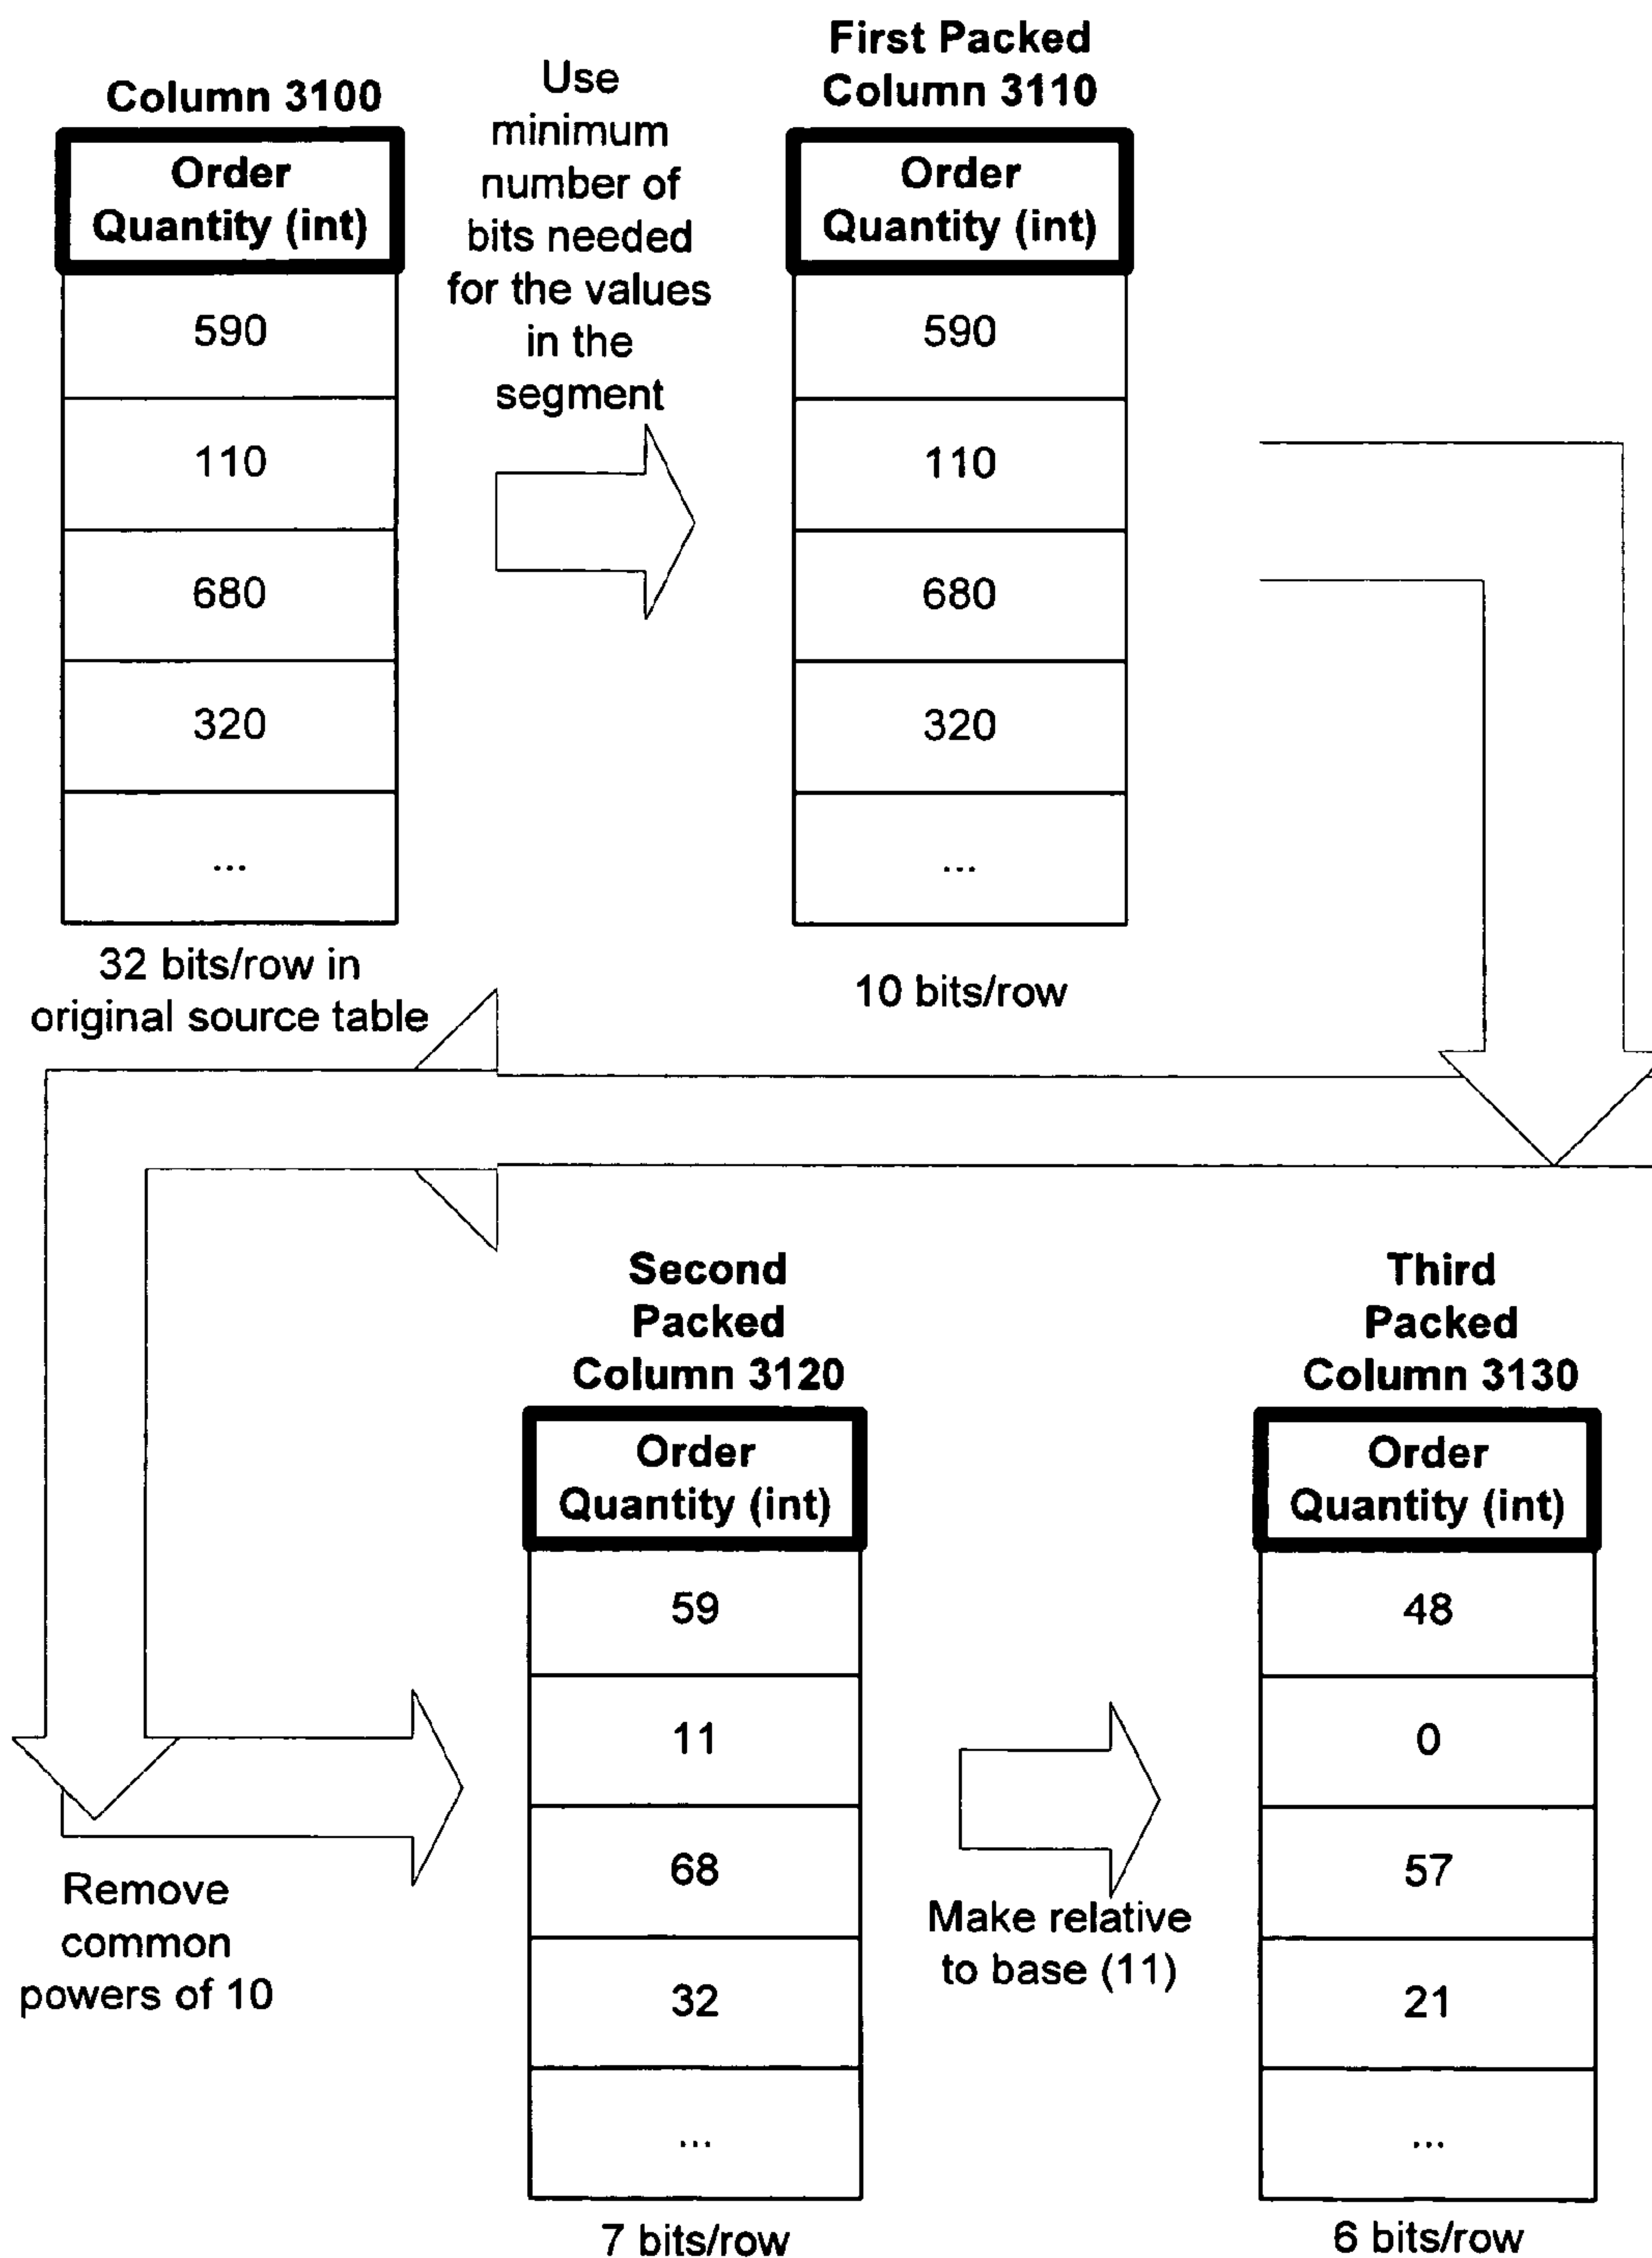 Column 3100
Order
Quantity (int)
590
110
680
320
...
32 bits/row in
original source table
Use
minimum
number of
bits needed
for the values
in the
segment
First Packed
Column 3110
Order
Quantity (int)
590
110
680
320
...
10 bits/row
Remove
common
powers of 10
Second
Packed
Column 3120
Order
Quantity (int)
59
11
68
32
...
7 bits/row
Make relative
to base (11)
Third
Packed
Column 3130
Order
Quantity (int)
48
0
57
21
...
6 bits/row